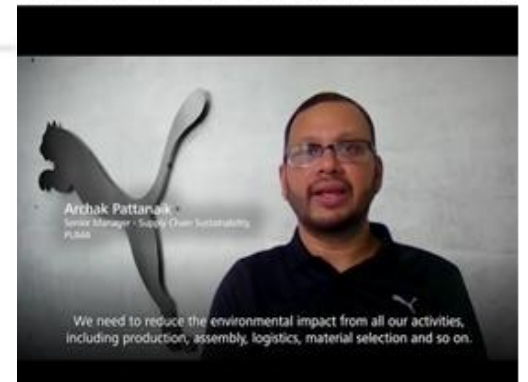 Archak Pattanaik
Senior Manager - Supply Chain Sustainability,
PUMA
We need to reduce the environmental impact from all our activities,
including production, assembly, logistics, material selection and so on.